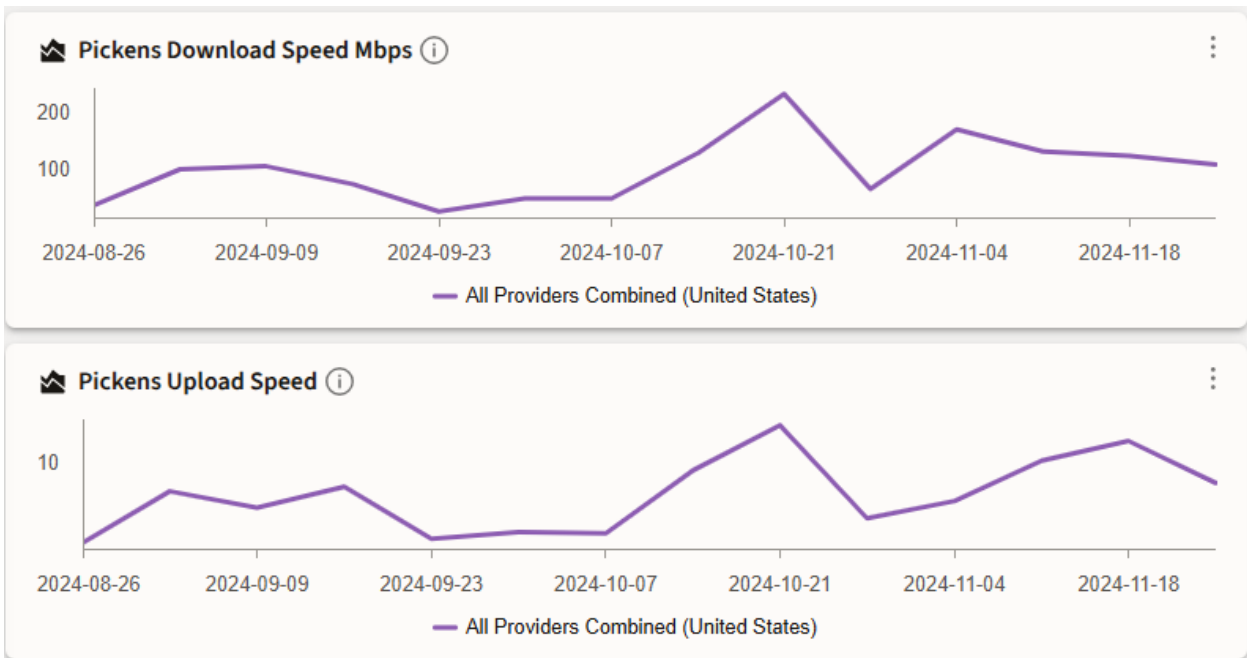 Pickens Download Speed Mbps
200
100
2024-08-26 2024-09-09 2024-09-23 2024-10-07 2024-10-21 2024-11-04 2024-11-18
All Providers Combined (United States)
Pickens Upload Speed
10
2024-08-26 2024-09-09 2024-09-23 2024-10-07 2024-10-21 2024-11-04 2024-11-18
All Providers Combined (United States)